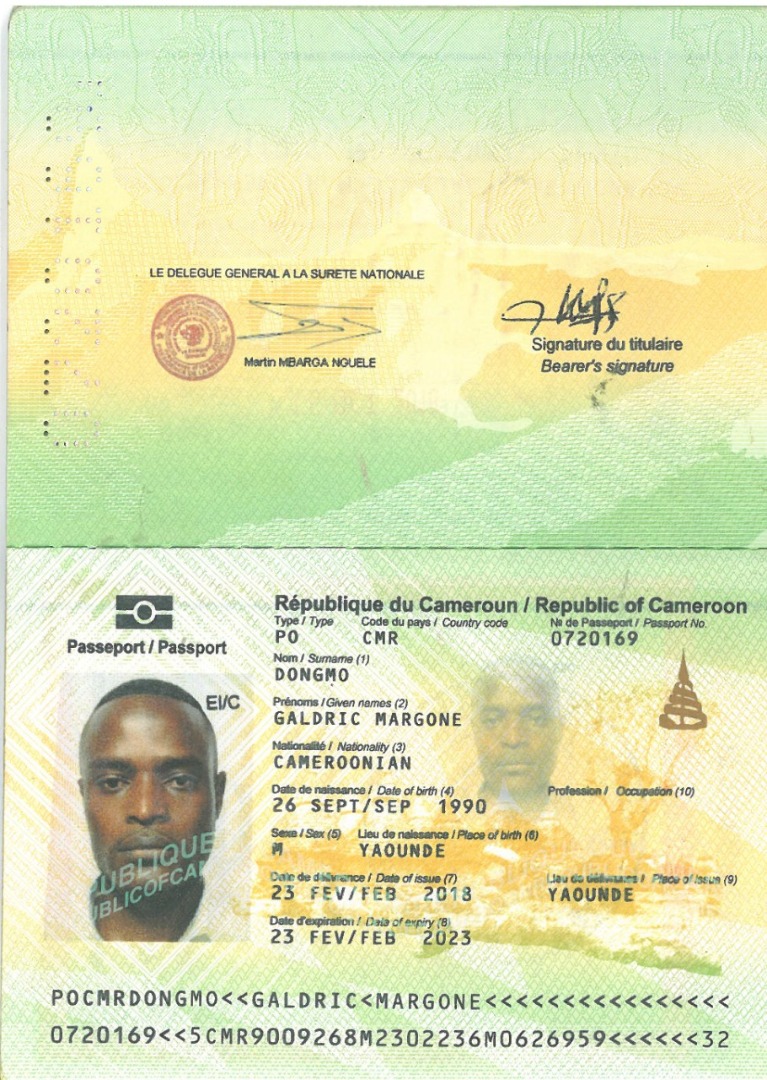 LE DELEGUE GENERAL A LA SURETE NATIONALE
Martin MBARGA NGUELE
Signature du titulaire
Bearer's signature
République du Cameroun / Republic of Cameroon
Passeport / Passport
Type / Type Code du pays / Country code № de Passeport / Passport No.
PO CMR 0720169
Nom / Surname (1)
DONGMO
EI/C
Prénoms / Given names (2)
GALDRIC MARGONE
Nationalité / Nationality (3)
CAMEROONIAN
Date de naissance / Date of birth (4) Profession / Occupation (10)
26 SEPT/SEP 1990
Sexe / Sex (5) Lieu de naissance / Place of birth (6)
M YAOUNDE
Date de délivrance / Date of issue (7) Lieu de délivrance / Place of issue (9)
23 FEV/FEB 2018 YAOUNDE
Date d'expiration / Date of expiry (8)
23 FEV/FEB 2023
PUBLIQUE
UBLICOFCA
POCMRDONGMO<<GALDRIC<MARGONE<<<<<<<<<<<<<<<<
0720169<<5CMR9009268M2302236M0626959<<<<<<32